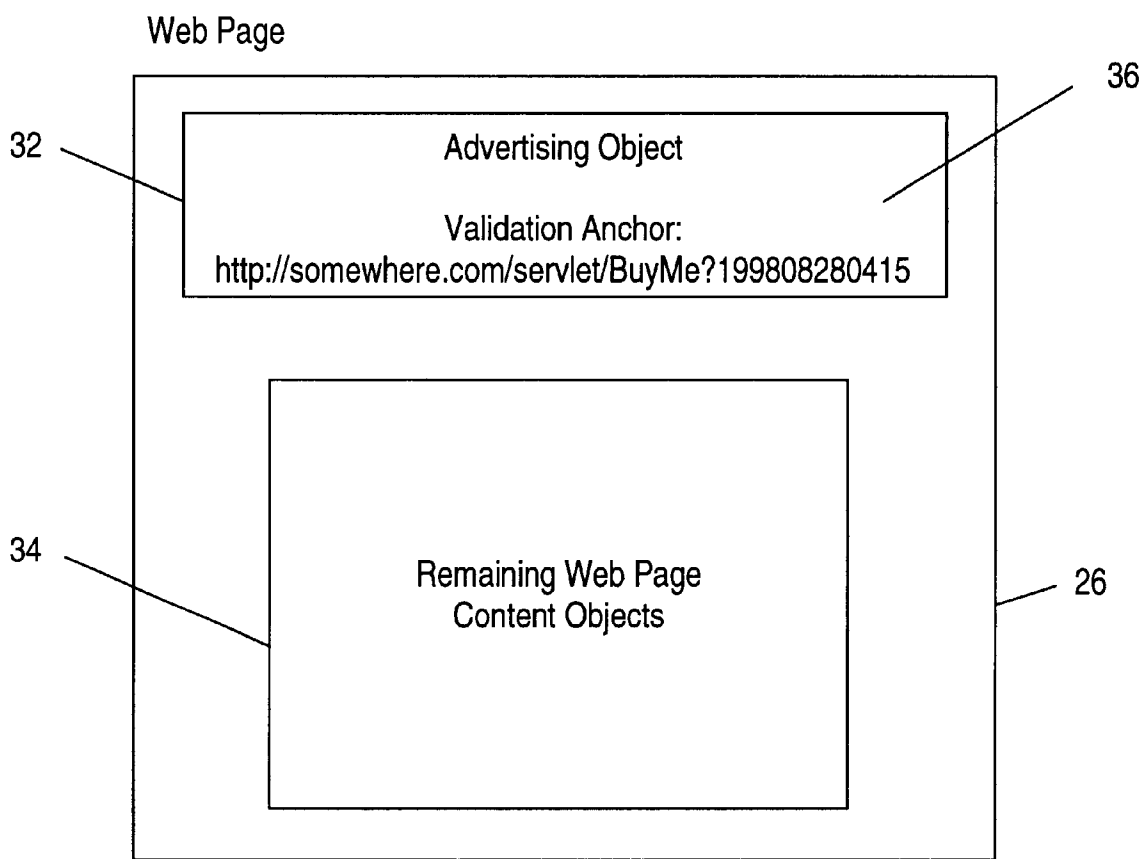 Web Page
36
32
Advertising Object
Validation Anchor:
http://somewhere.com/servlet/BuyMe?199808280415
34
Remaining Web Page
Content Objects
26